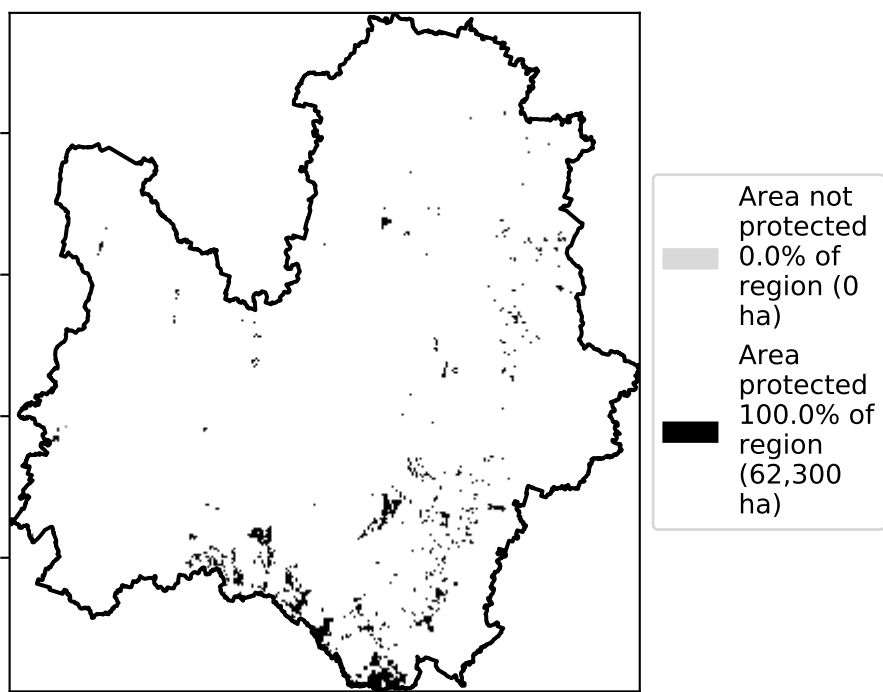 Area not
protected
0.0% of
region (0
ha)
Area
protected
100.0% of
region
(62,300
ha)